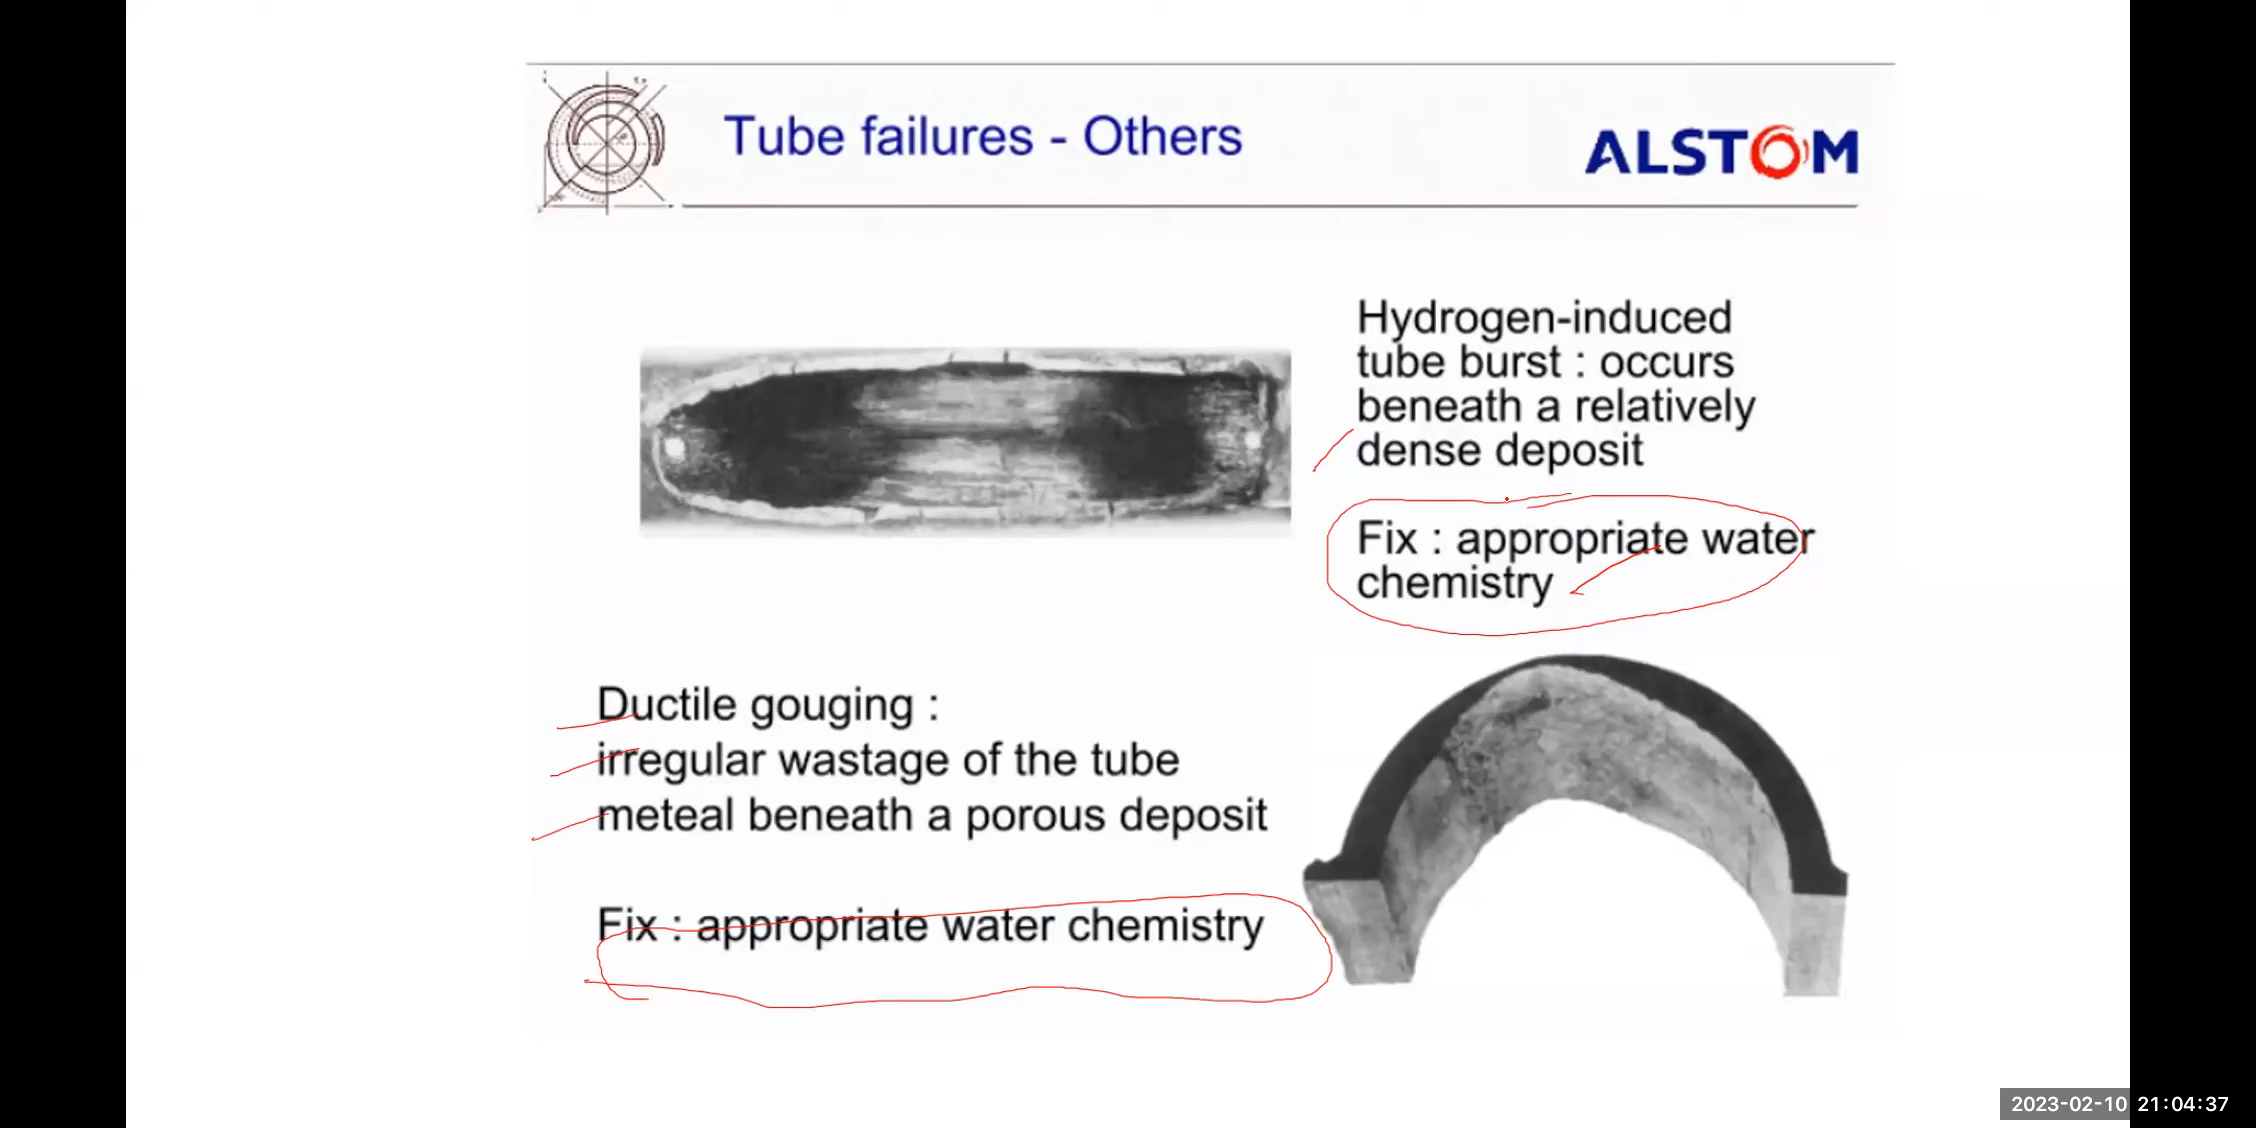 Tube failures - Others
ALSTOM
Hydrogen-induced
tube burst : occurs
beneath a relatively
dense deposit
Fix : appropriate water
chemistry
Ductile gouging :
irregular wastage of the tube
meteal beneath a porous deposit
Fix : appropriate water chemistry
2023-02-10 21:04:37